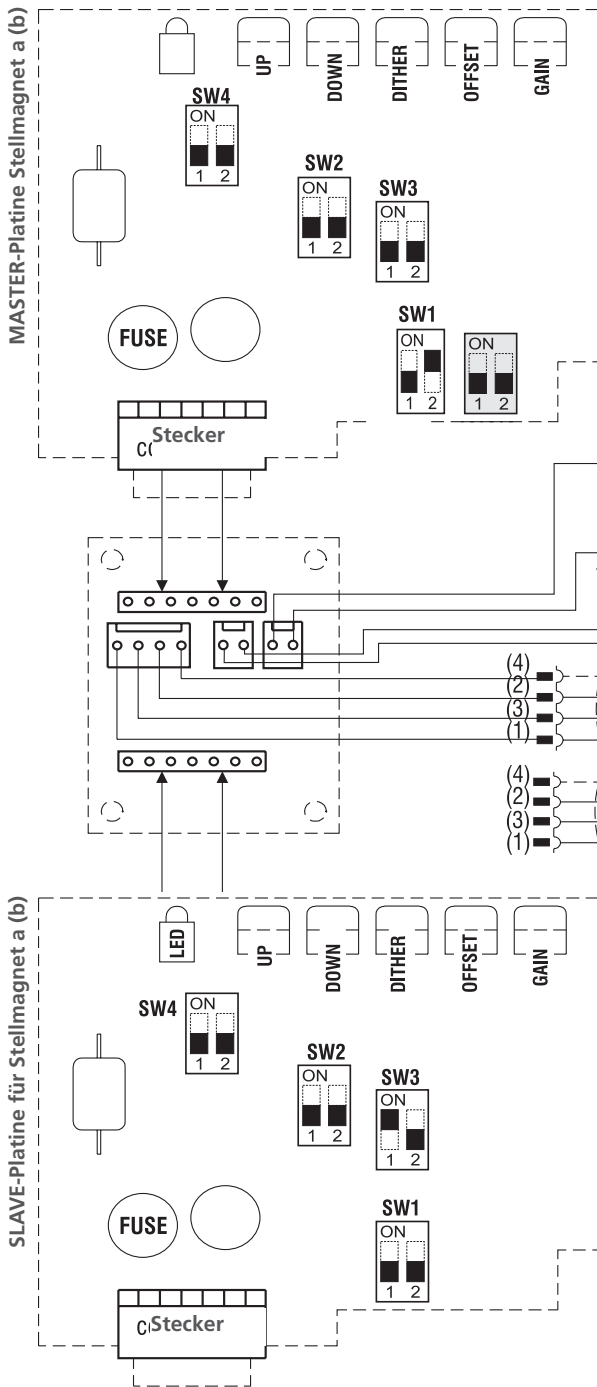 MASTER-Platine Stellmagnet a (b)
UP
DOWN
DITHER
OFFSET
GAIN
SW4
ON
1 2
SW2
ON
1 2
SW3
ON
1 2
SW1
ON
1 2
ON
1 2
FUSE
Stecker
(4)
(2)
(3)
(1)
(4)
(2)
(3)
(1)
SLAVE-Platine für Stellmagnet a (b)
LED
UP
DOWN
DITHER
OFFSET
GAIN
SW4
ON
1 2
SW2
ON
1 2
SW3
ON
1 2
SW1
ON
1 2
FUSE
Stecker